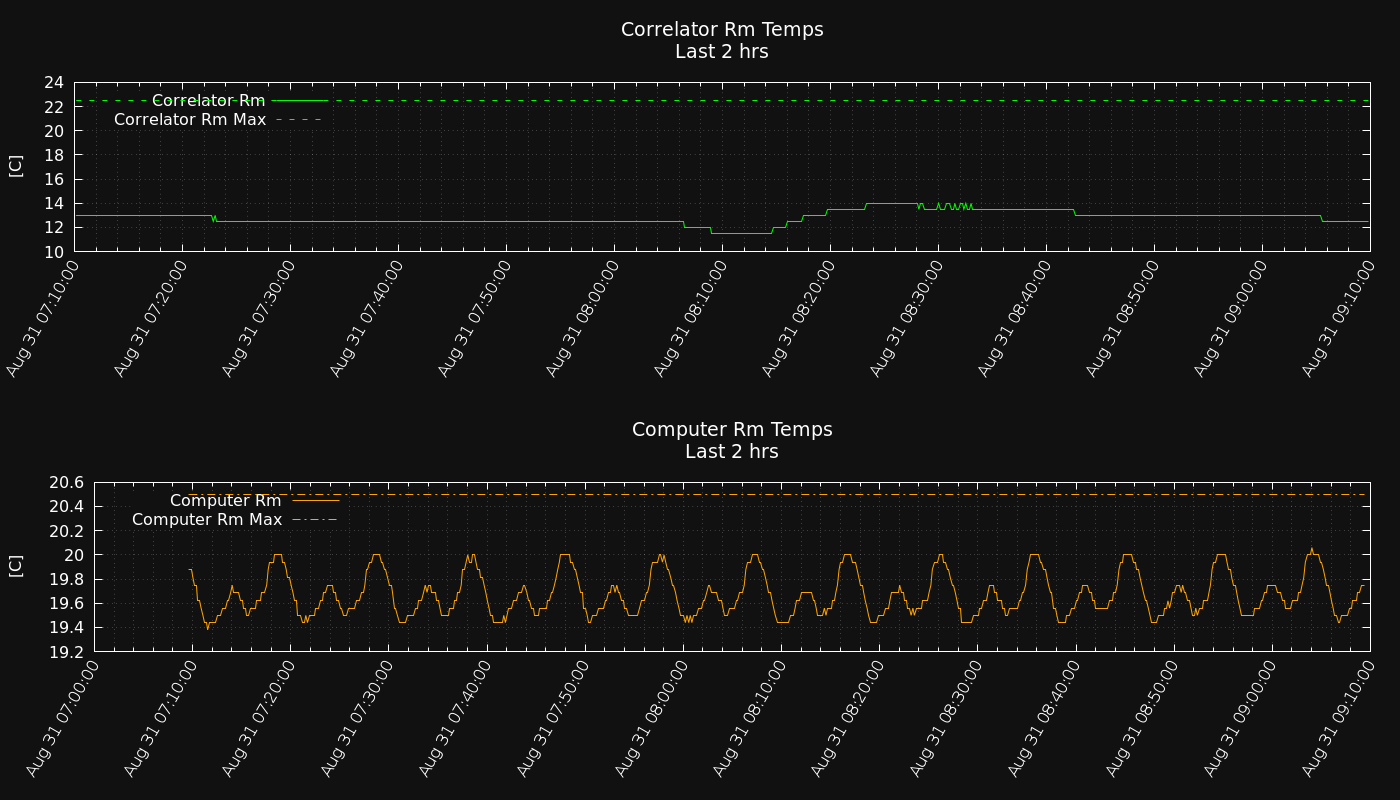 Correlator Rm Temps
Last 2 hrs
24
22
20
18
16
14
12
10
[C]
Correlator Rm
Correlator Rm Max
Aug 31 07:10:00
Aug 31 07:20:00
Aug 31 07:30:00
Aug 31 07:40:00
Aug 31 07:50:00
Aug 31 08:00:00
Aug 31 08:10:00
Aug 31 08:20:00
Aug 31 08:30:00
Aug 31 08:40:00
Aug 31 08:50:00
Aug 31 09:00:00
Aug 31 09:10:00
Computer Rm Temps
Last 2 hrs
20.6
20.4
20.2
20
19.8
19.6
19.4
19.2
[C]
Computer Rm
Computer Rm Max
Aug 31 07:00:00
Aug 31 07:10:00
Aug 31 07:20:00
Aug 31 07:30:00
Aug 31 07:40:00
Aug 31 07:50:00
Aug 31 08:00:00
Aug 31 08:10:00
Aug 31 08:20:00
Aug 31 08:30:00
Aug 31 08:40:00
Aug 31 08:50:00
Aug 31 09:00:00
Aug 31 09:10:00